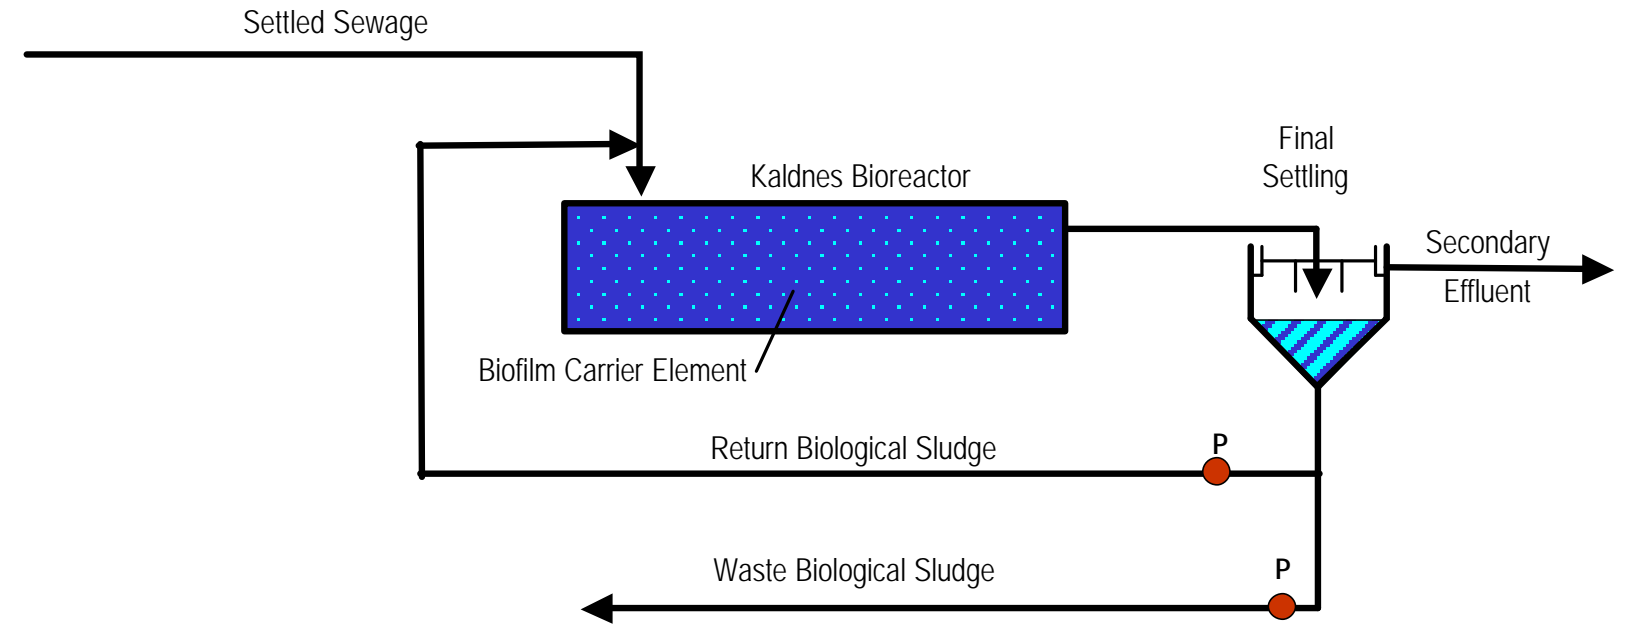 Settled Sewage
Final
Settling
Kaldnes Bioreactor
Secondary
Effluent
Biofilm Carrier Element
Return Biological Sludge
P
Waste Biological Sludge
P